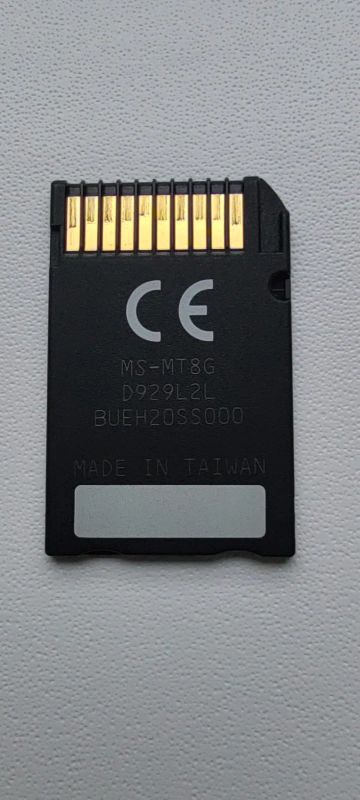 CE
MS-MT8G
D929L2L
BUEH20SS000
MADE IN TAIWAN